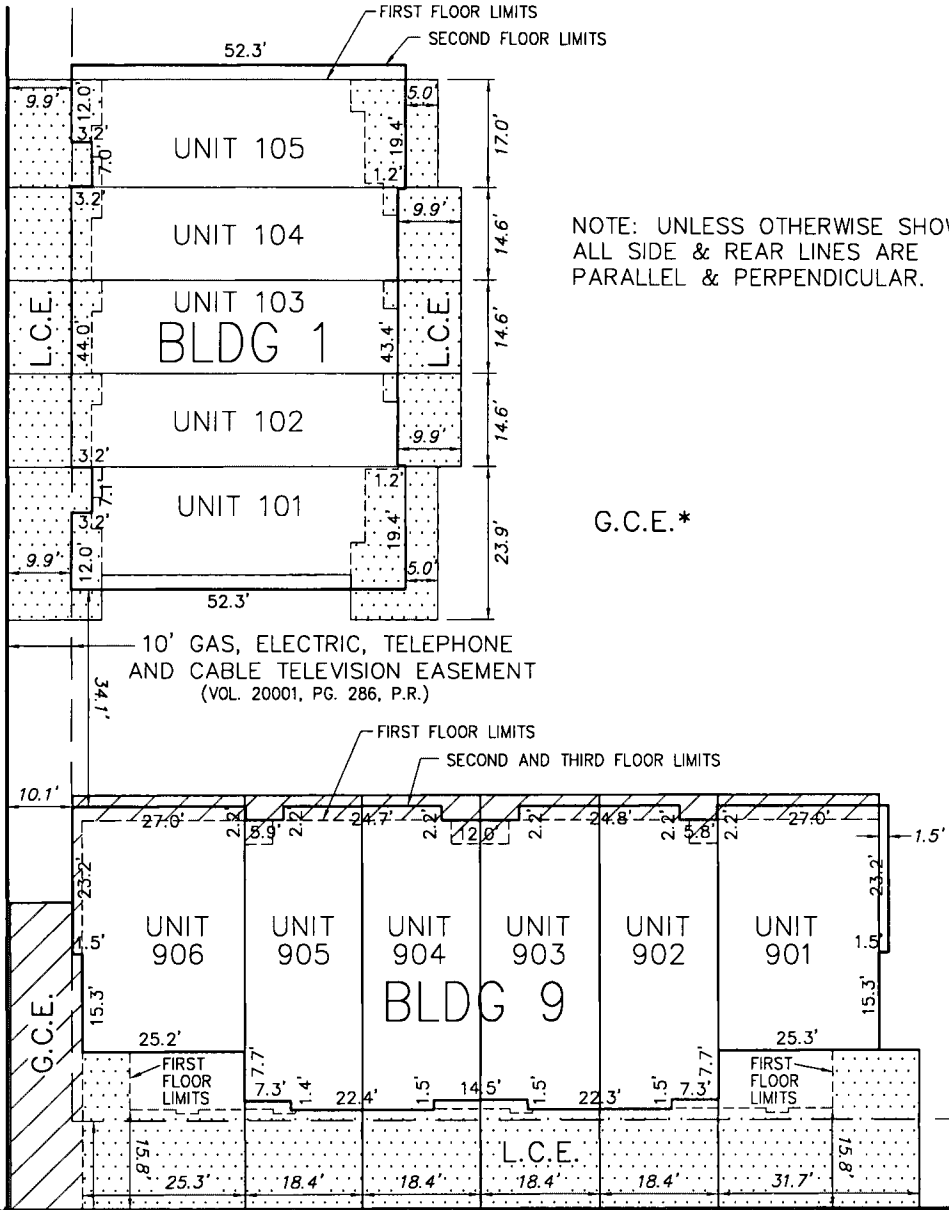 FIRST FLOOR LIMITS
SECOND FLOOR LIMITS
52.3'
9.9'
12.0'
5.0'
3.2'
7.0'
UNIT 105
19.4'
17.0'
1.2'
3.2'
9.9'
UNIT 104
14.6'
NOTE: UNLESS OTHERWISE SHO
ALL SIDE & REAR LINES ARE
PARALLEL & PERPENDICULAR.
UNIT 103
L.C.E.
44.0'
BLDG 1
43.4'
L.C.E.
14.6'
UNIT 102
14.6'
3.2'
9.9'
7.1'
UNIT 101
1.2'
3.2'
19.4'
23.9'
G.C.E.*
9.9'
12.0'
5.0'
52.3'
10' GAS, ELECTRIC, TELEPHONE
AND CABLE TELEVISION EASEMENT
(VOL. 20001, PG. 286, P.R.)
34.1'
FIRST FLOOR LIMITS
SECOND AND THIRD FLOOR LIMITS
10.1'
27.0'
2.2'
5.9'
2.2'
24.7'
2.2'
12.0'
2.2'
24.8'
2.2'
5.8'
2.2'
27.0'
1.5'
23.2'
23.2'
UNIT
906
UNIT
905
UNIT
904
UNIT
903
UNIT
902
UNIT
901
1.5'
1.5'
15.3'
BLDG 9
15.3'
G.C.E.
25.2'
25.3'
FIRST
FLOOR
LIMITS
7.7'
7.7'
FIRST
FLOOR
LIMITS
7.3'
1.4'
22.4'
1.5'
14.5'
1.5'
22.3'
1.5'
7.3'
15.8'
L.C.E.
15.8'
25.3'
18.4'
18.4'
18.4'
18.4'
31.7'